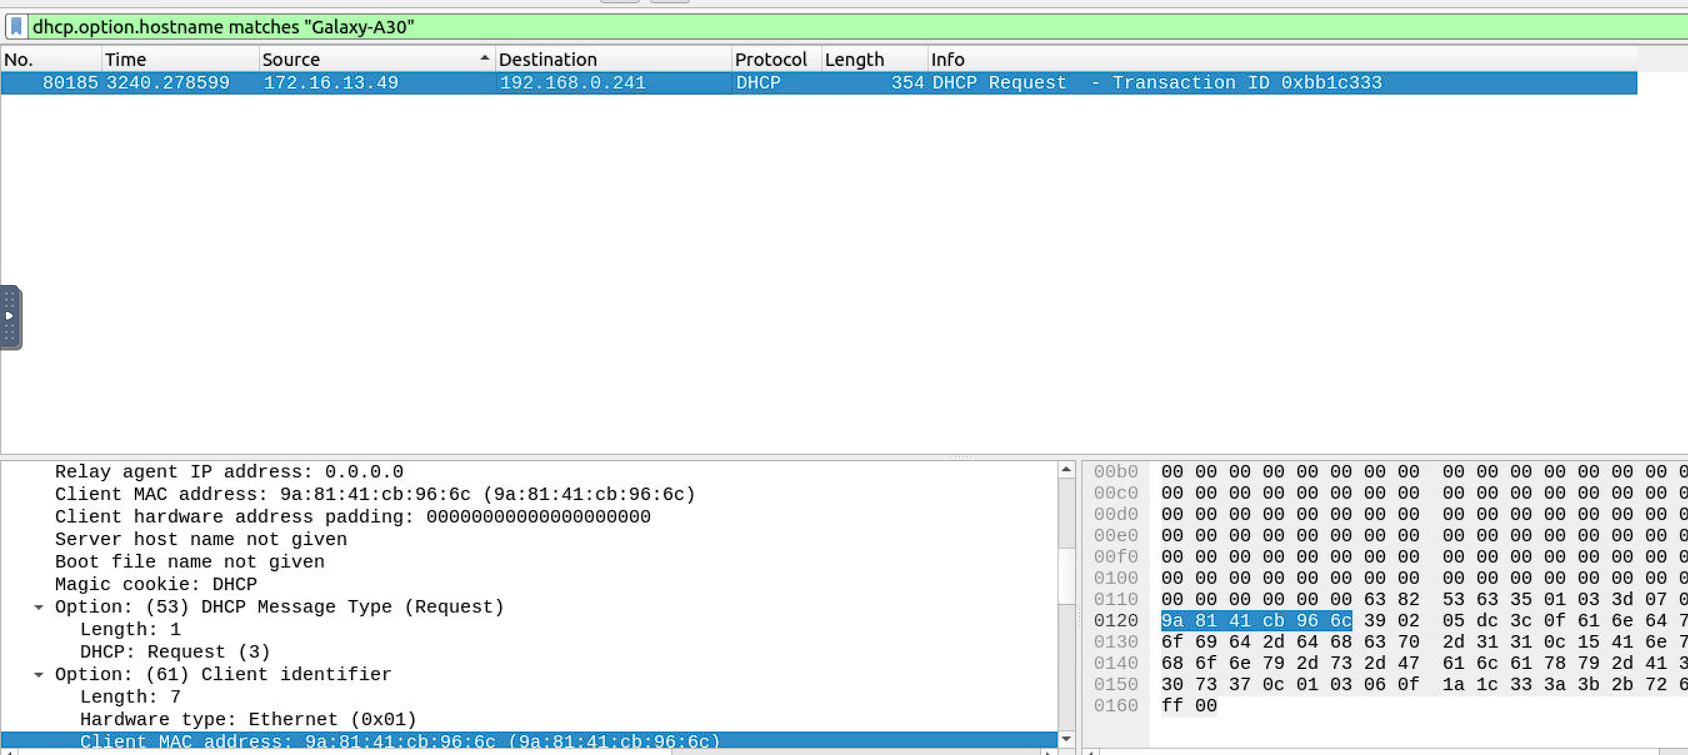 dhcp.option.hostname matches "Galaxy-A30"
No. Time Source Destination Protocol Length Info
80185 3240.278599 172.16.13.49 192.168.0.241 DHCP 354 DHCP Request - Transaction ID 0xbb1c333
Relay agent IP address: 0.0.0.0
Client MAC address: 9a:81:41:cb:96:6c (9a:81:41:cb:96:6c)
Client hardware address padding: 00000000000000000000
Server host name not given
Boot file name not given
Magic cookie: DHCP
Option: (53) DHCP Message Type (Request)
Length: 1
DHCP: Request (3)
Option: (61) Client identifier
Length: 7
Hardware type: Ethernet (0x01)
Client MAC address: 9a:81:41:cb:96:6c (9a:81:41:cb:96:6c)
00b0 00 00 00 00 00 00 00 00 00 00 00 00 00 00 00 0
00c0 00 00 00 00 00 00 00 00 00 00 00 00 00 00 00 0
00d0 00 00 00 00 00 00 00 00 00 00 00 00 00 00 00 0
00e0 00 00 00 00 00 00 00 00 00 00 00 00 00 00 00 0
00f0 00 00 00 00 00 00 00 00 00 00 00 00 00 00 00 0
0100 00 00 00 00 00 00 00 00 00 00 00 00 00 00 00 0
0110 00 00 00 00 00 00 63 82 53 63 35 01 03 3d 07 0
0120 9a 81 41 cb 96 6c 39 02 05 dc 3c 0f 61 6e 64 7
0130 6f 69 64 2d 64 68 63 70 2d 31 31 0c 15 41 6e 7
0140 68 6f 6e 79 2d 73 2d 47 61 6c 61 78 79 2d 41 3
0150 30 73 37 0c 01 03 06 0f 1a 1c 33 3a 3b 2b 72 6
0160 ff 00